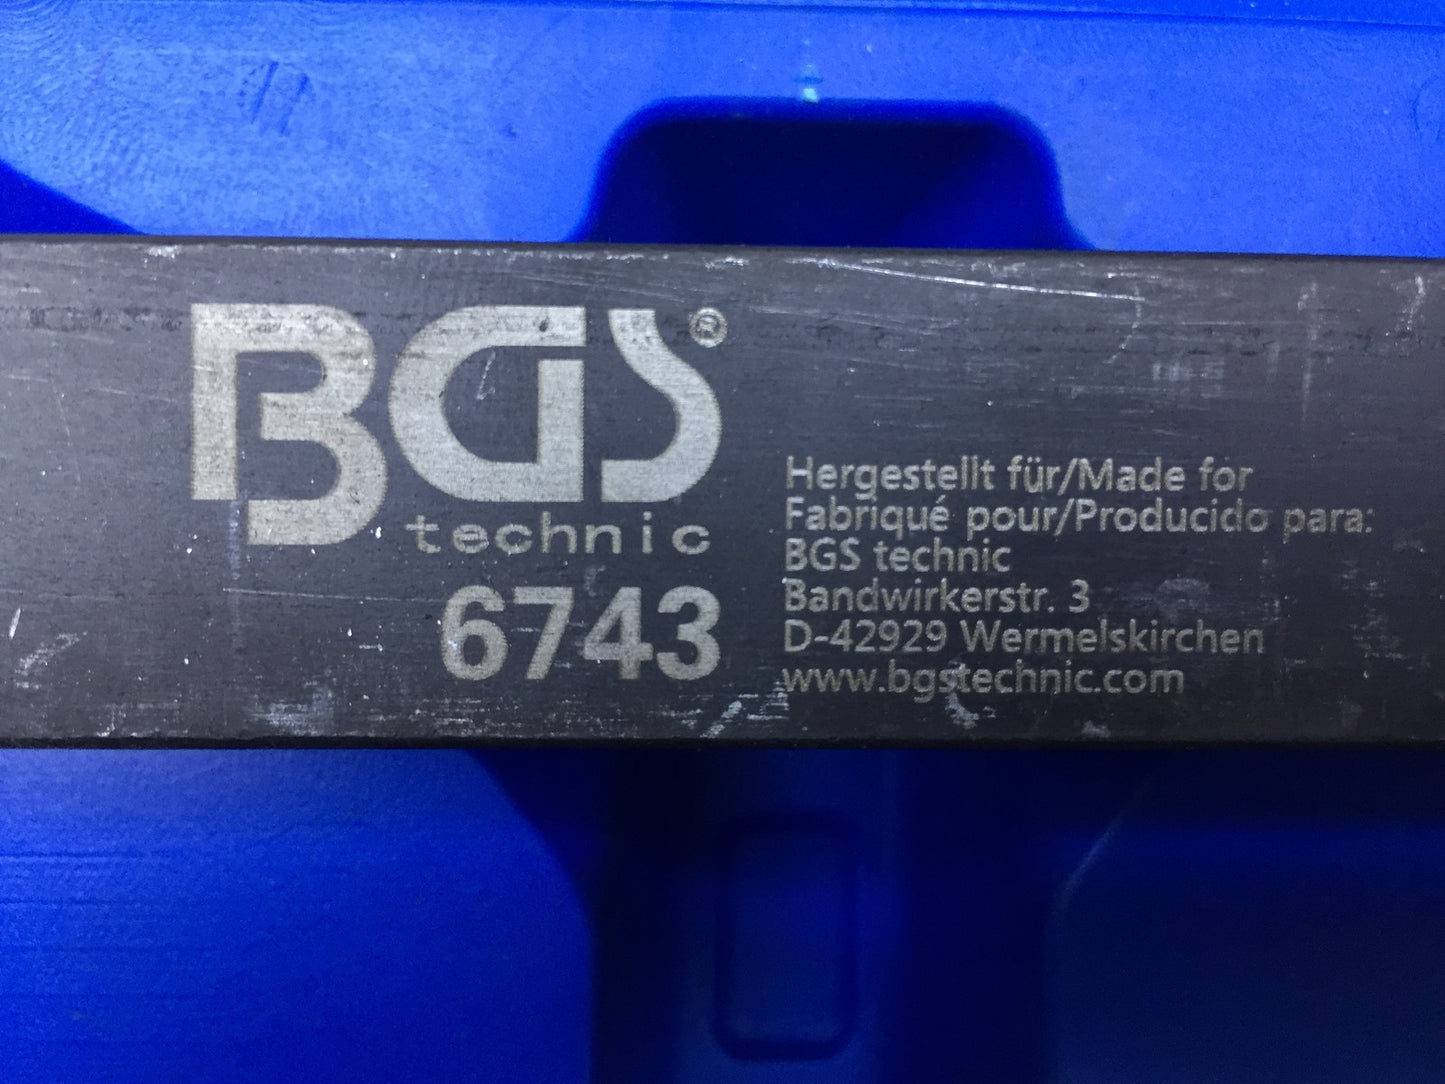 BGS®
technic
6743
Hergestellt für/Made for
Fabriqué pour/Producido para:
BGS technic
Bandwirkerstr. 3
D-42929 Wermelskirchen
www.bgstechnic.com